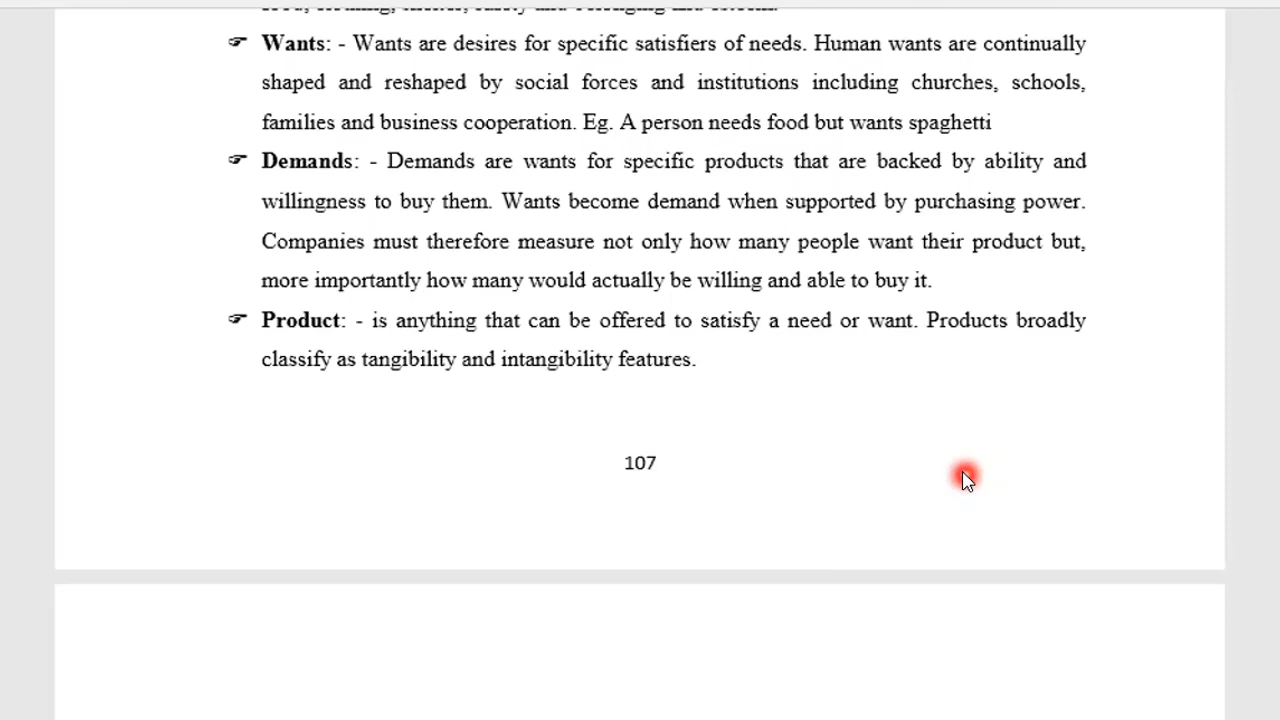 ☞ Wants: - Wants are desires for specific satisfiers of needs. Human wants are continually
shaped and reshaped by social forces and institutions including churches, schools,
families and business cooperation. Eg. A person needs food but wants spaghetti
☞ Demands: - Demands are wants for specific products that are backed by ability and
willingness to buy them. Wants become demand when supported by purchasing power.
Companies must therefore measure not only how many people want their product but,
more importantly how many would actually be willing and able to buy it.
☞ Product: - is anything that can be offered to satisfy a need or want. Products broadly
classify as tangibility and intangibility features.
107